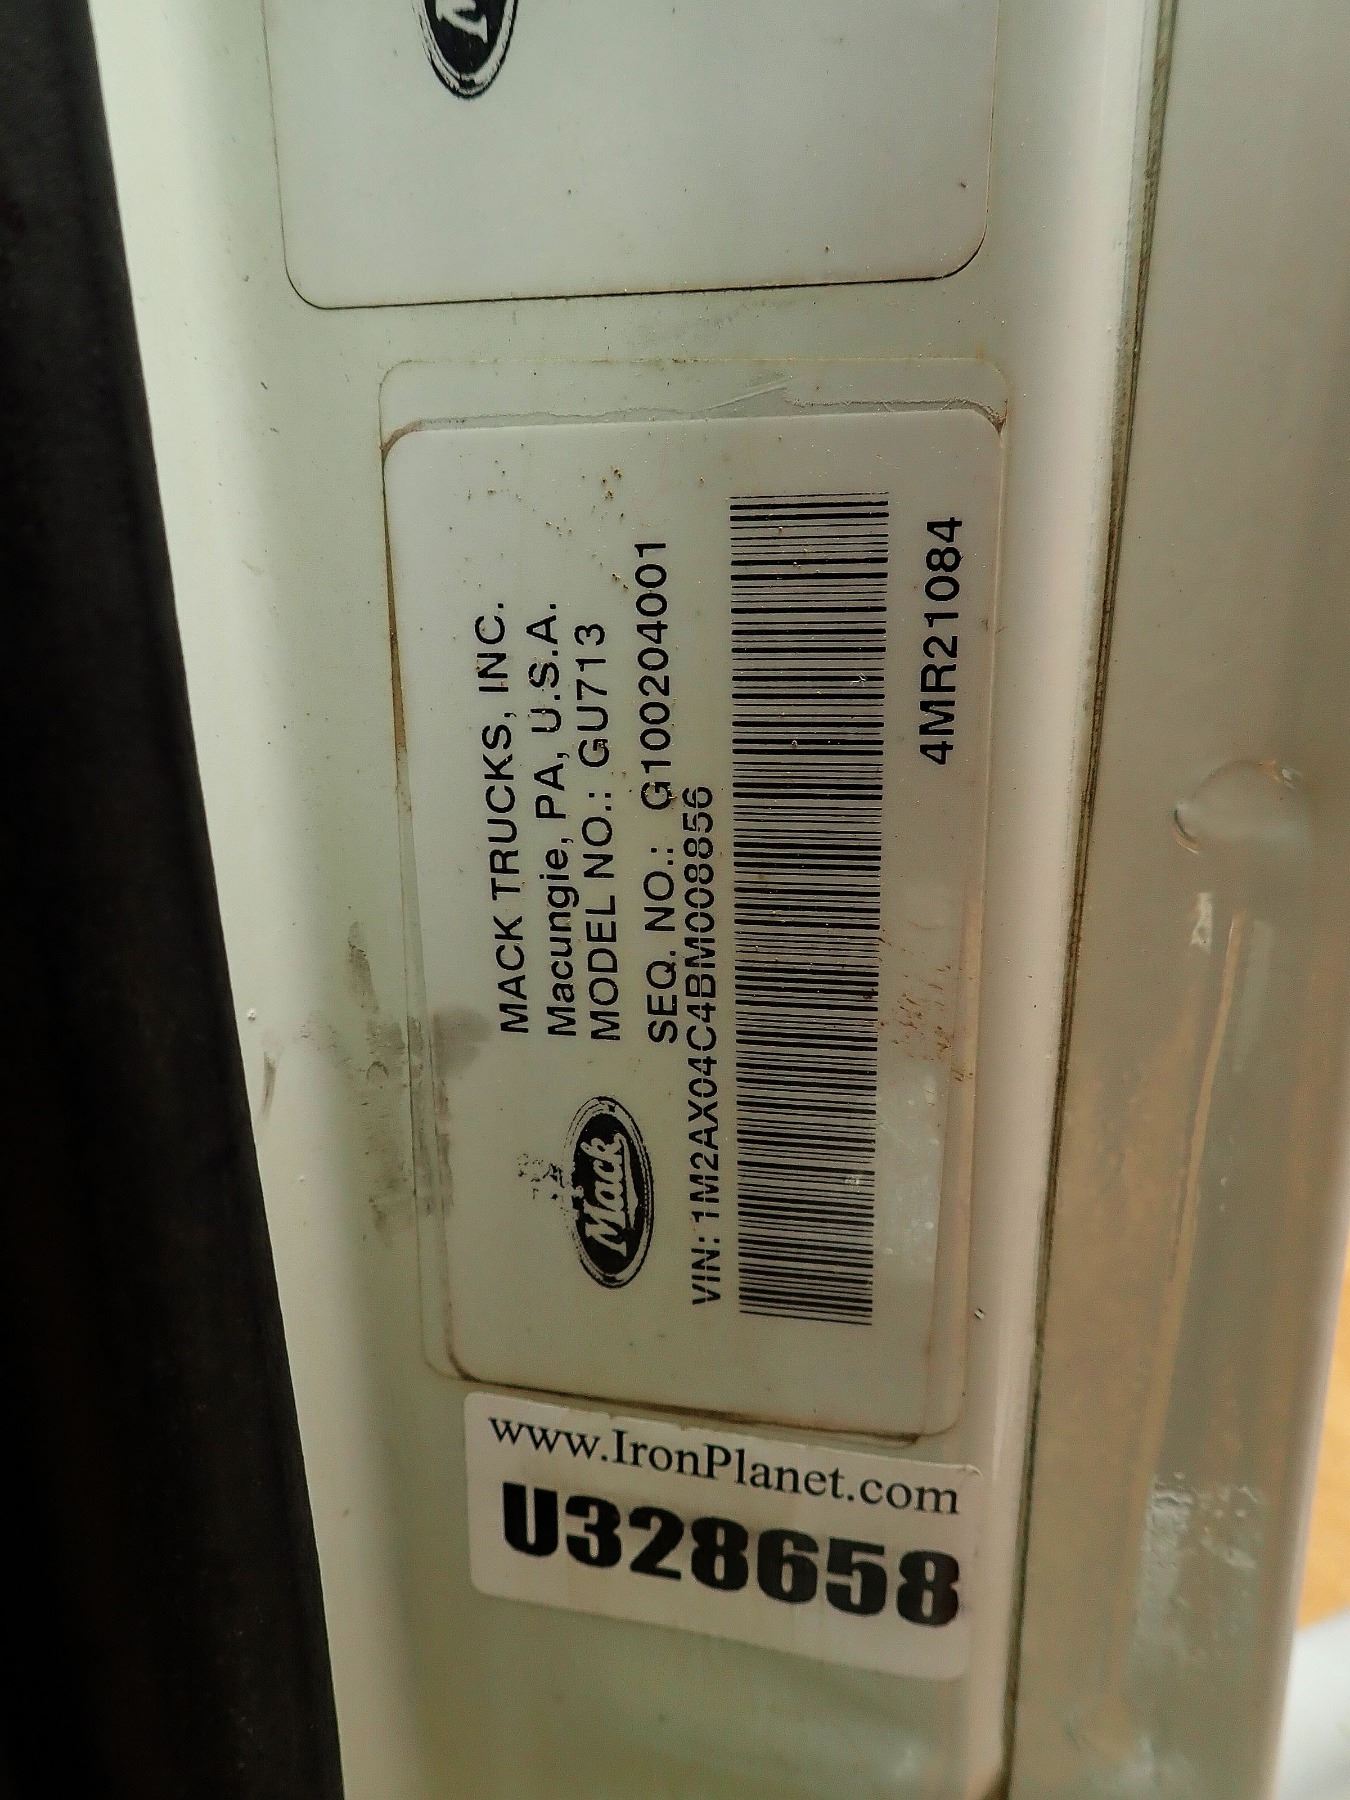 MACK TRUCKS, INC.
Macungie, PA, U.S.A.
MODEL NO.: GU713
SEQ. NO.: G100204001
Mack
VIN: 1M2AX04C4BM008856
4MR21084
www.IronPlanet.com
U328658